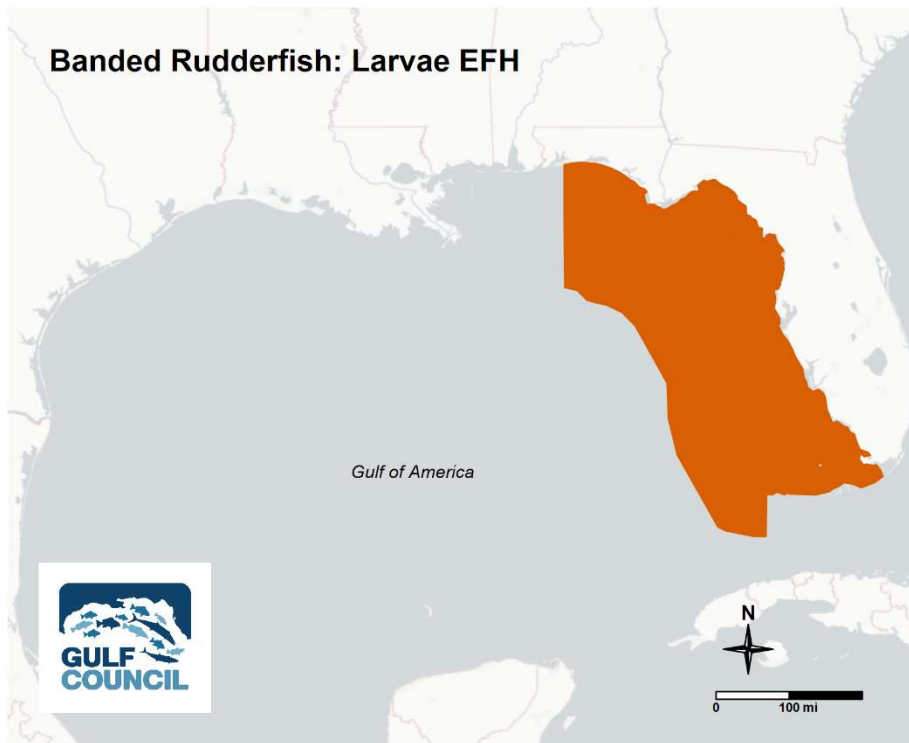 Banded Rudderfish: Larvae EFH
Gulf of America
GULF
COUNCIL
N
0 100 mi